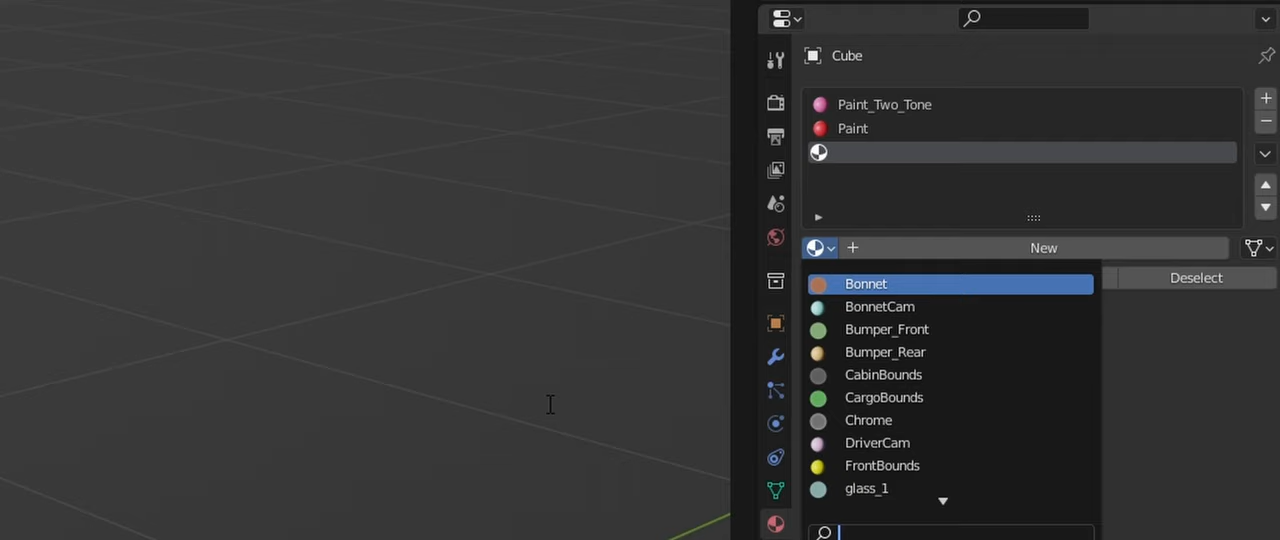 Cube
Paint_Two_Tone
Paint
New
Bonnet
Deselect
BonnetCam
Bumper_Front
Bumper_Rear
CabinBounds
CargoBounds
Chrome
DriverCam
FrontBounds
glass_1